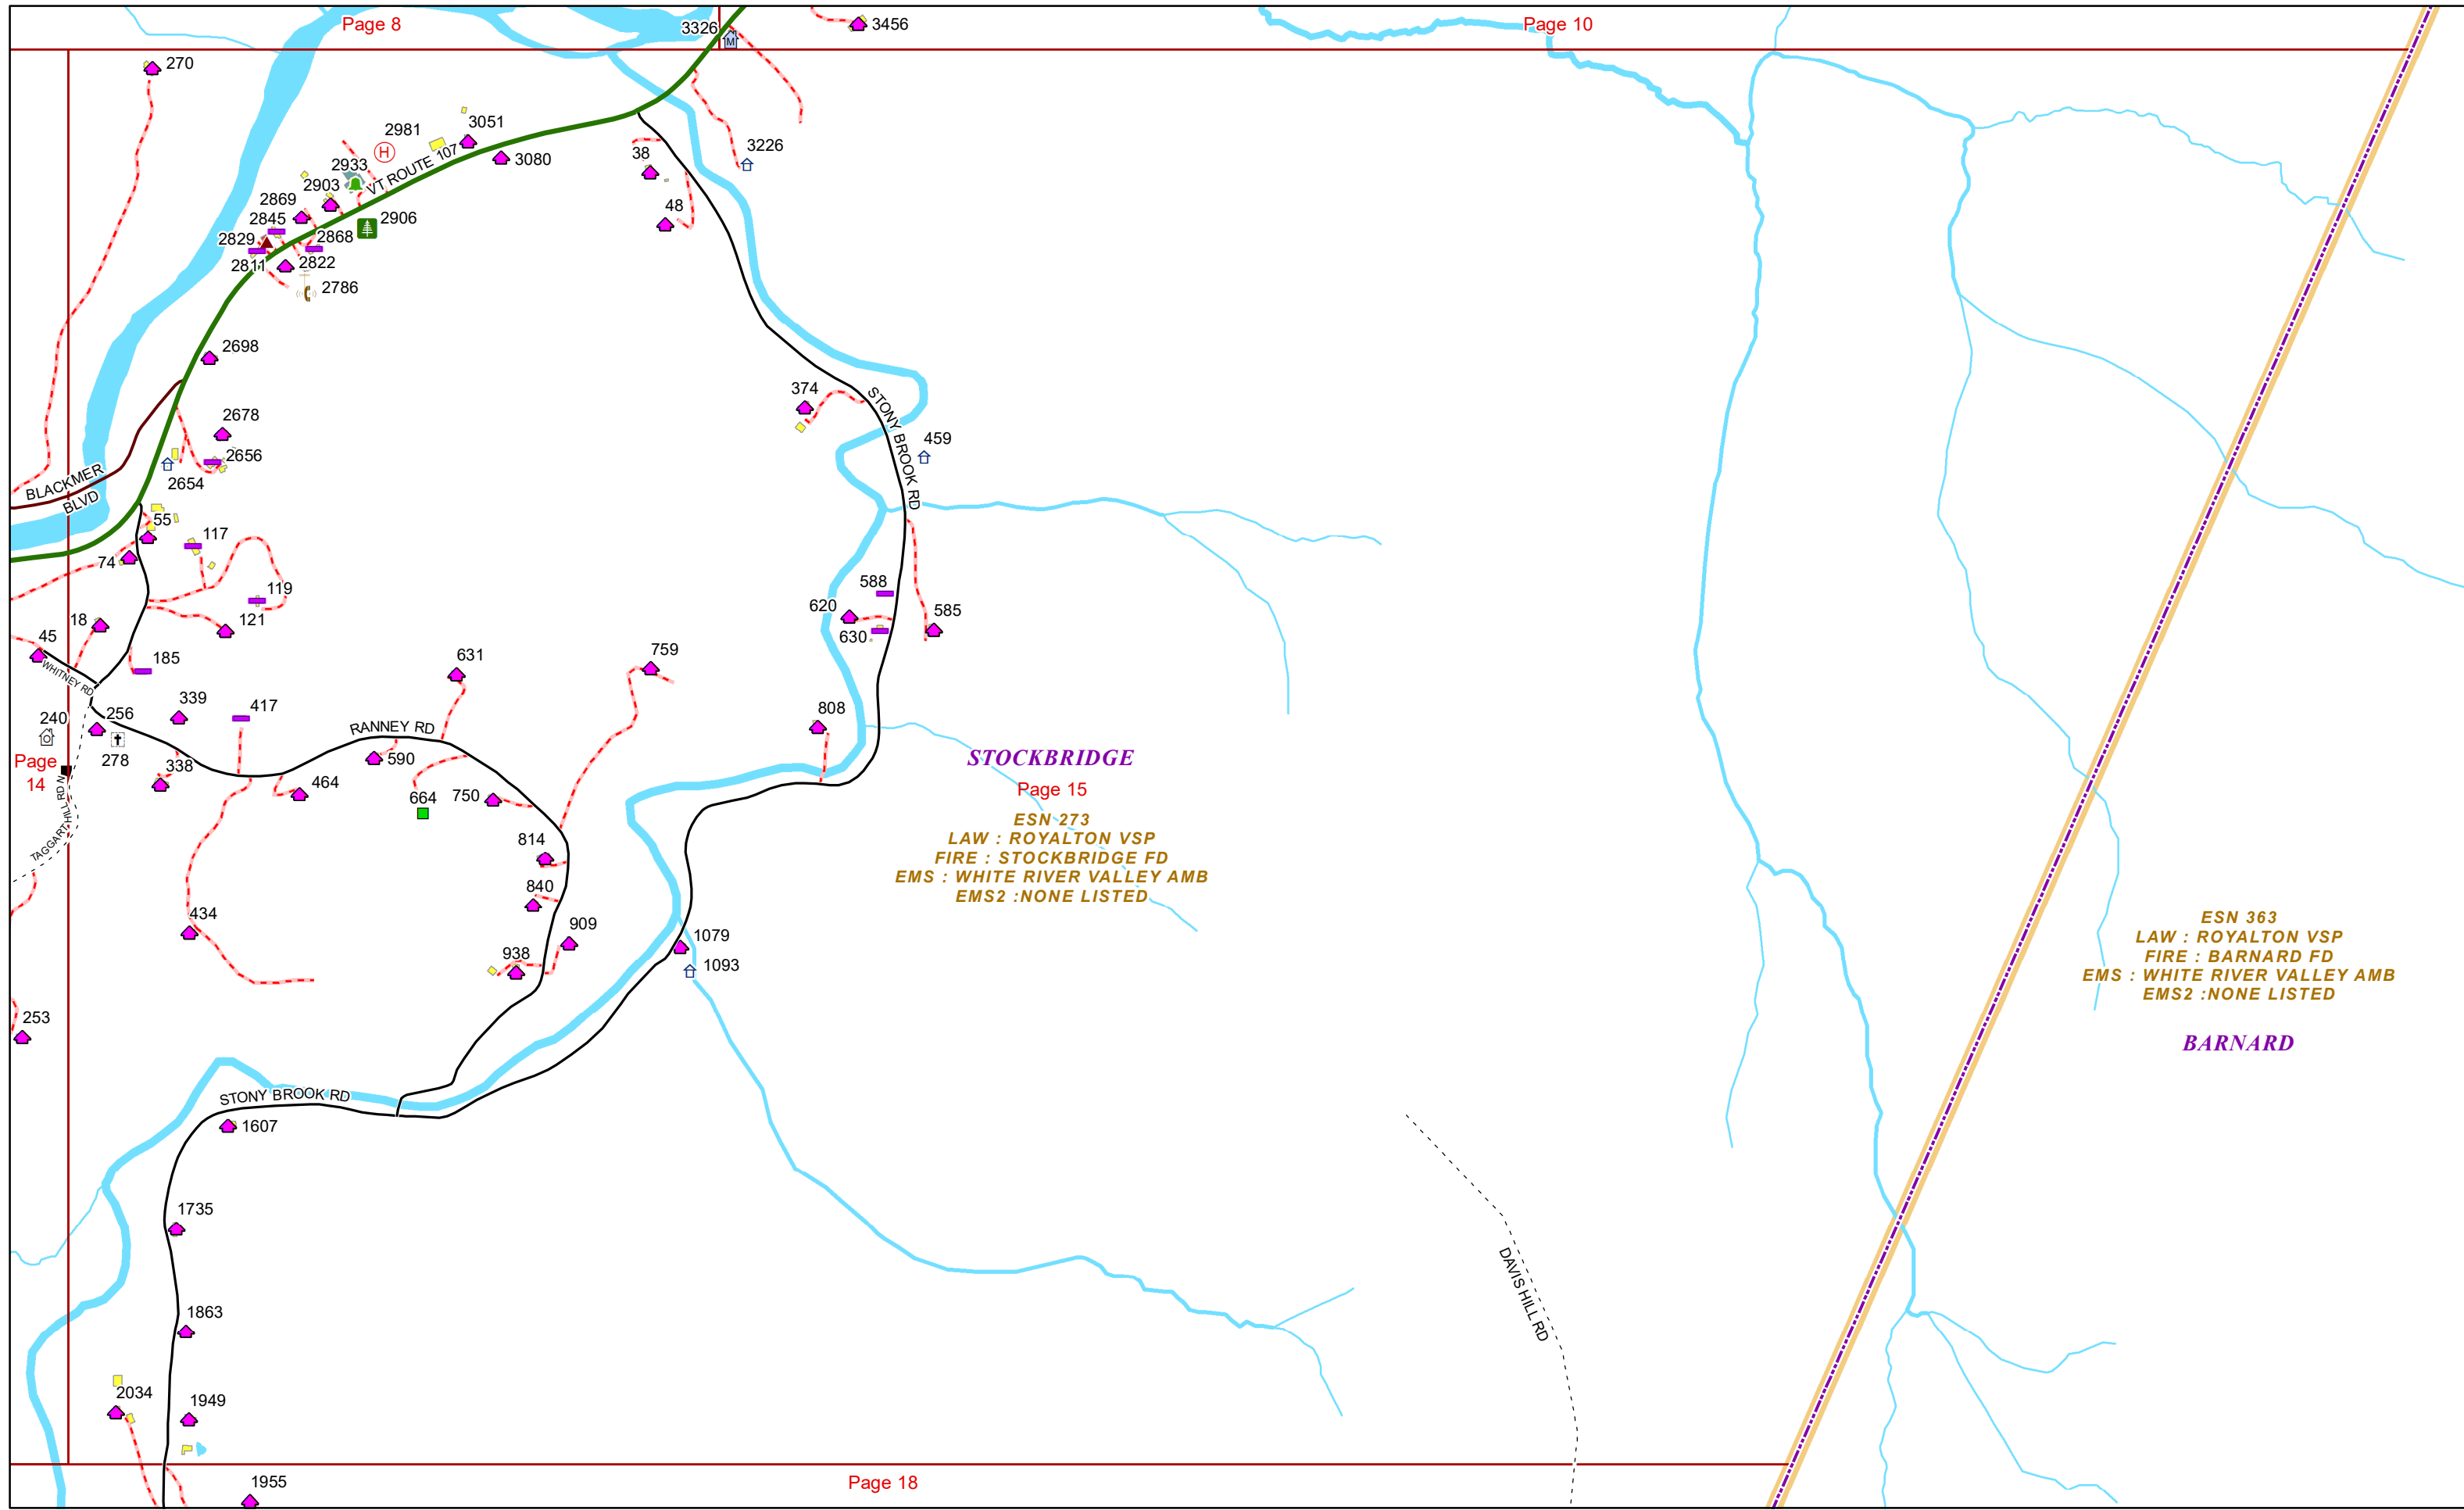 Page 8
3326
3456
Page 10
270
2981
3051
VT ROUTE 107
3080
38
3226
2933
2903
2869
2845
2906
48
2829
2868
2811
2822
2786
2698
374
STONY BROOK RD
2678
459
2656
2654
BLACKMER
BLVD
55
117
74
119
588
121
620
585
18
630
45
WHITNEY RD
185
631
759
339
417
240
256
808
RANNEY RD
278
590
STOCKBRIDGE
Page
14
338
464
664
750
Page 15
TAGGART HILL RD
ESN 273
LAW : ROYALTON VSP
FIRE : STOCKBRIDGE FD
EMS : WHITE RIVER VALLEY AMB
EMS2 :NONE LISTED
814
840
434
909
938
1079
1093
ESN 363
LAW : ROYALTON VSP
FIRE : BARNARD FD
EMS : WHITE RIVER VALLEY AMB
EMS2 :NONE LISTED
BARNARD
253
STONY BROOK RD
1607
1735
DAVIS HILL RD
1863
2034
1949
1955
Page 18
H
M